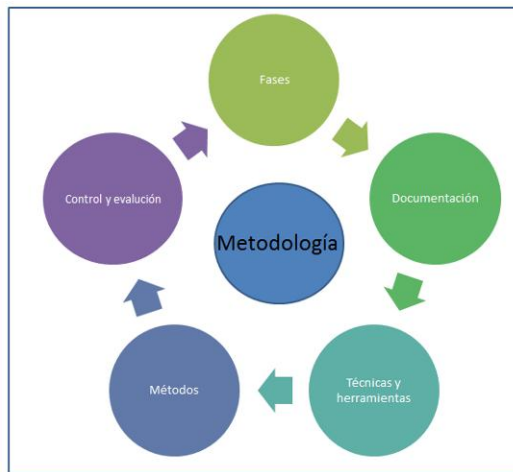 Fases
Control y evalución
Documentación
Metodología
Métodos
Técnicas y
herramientas